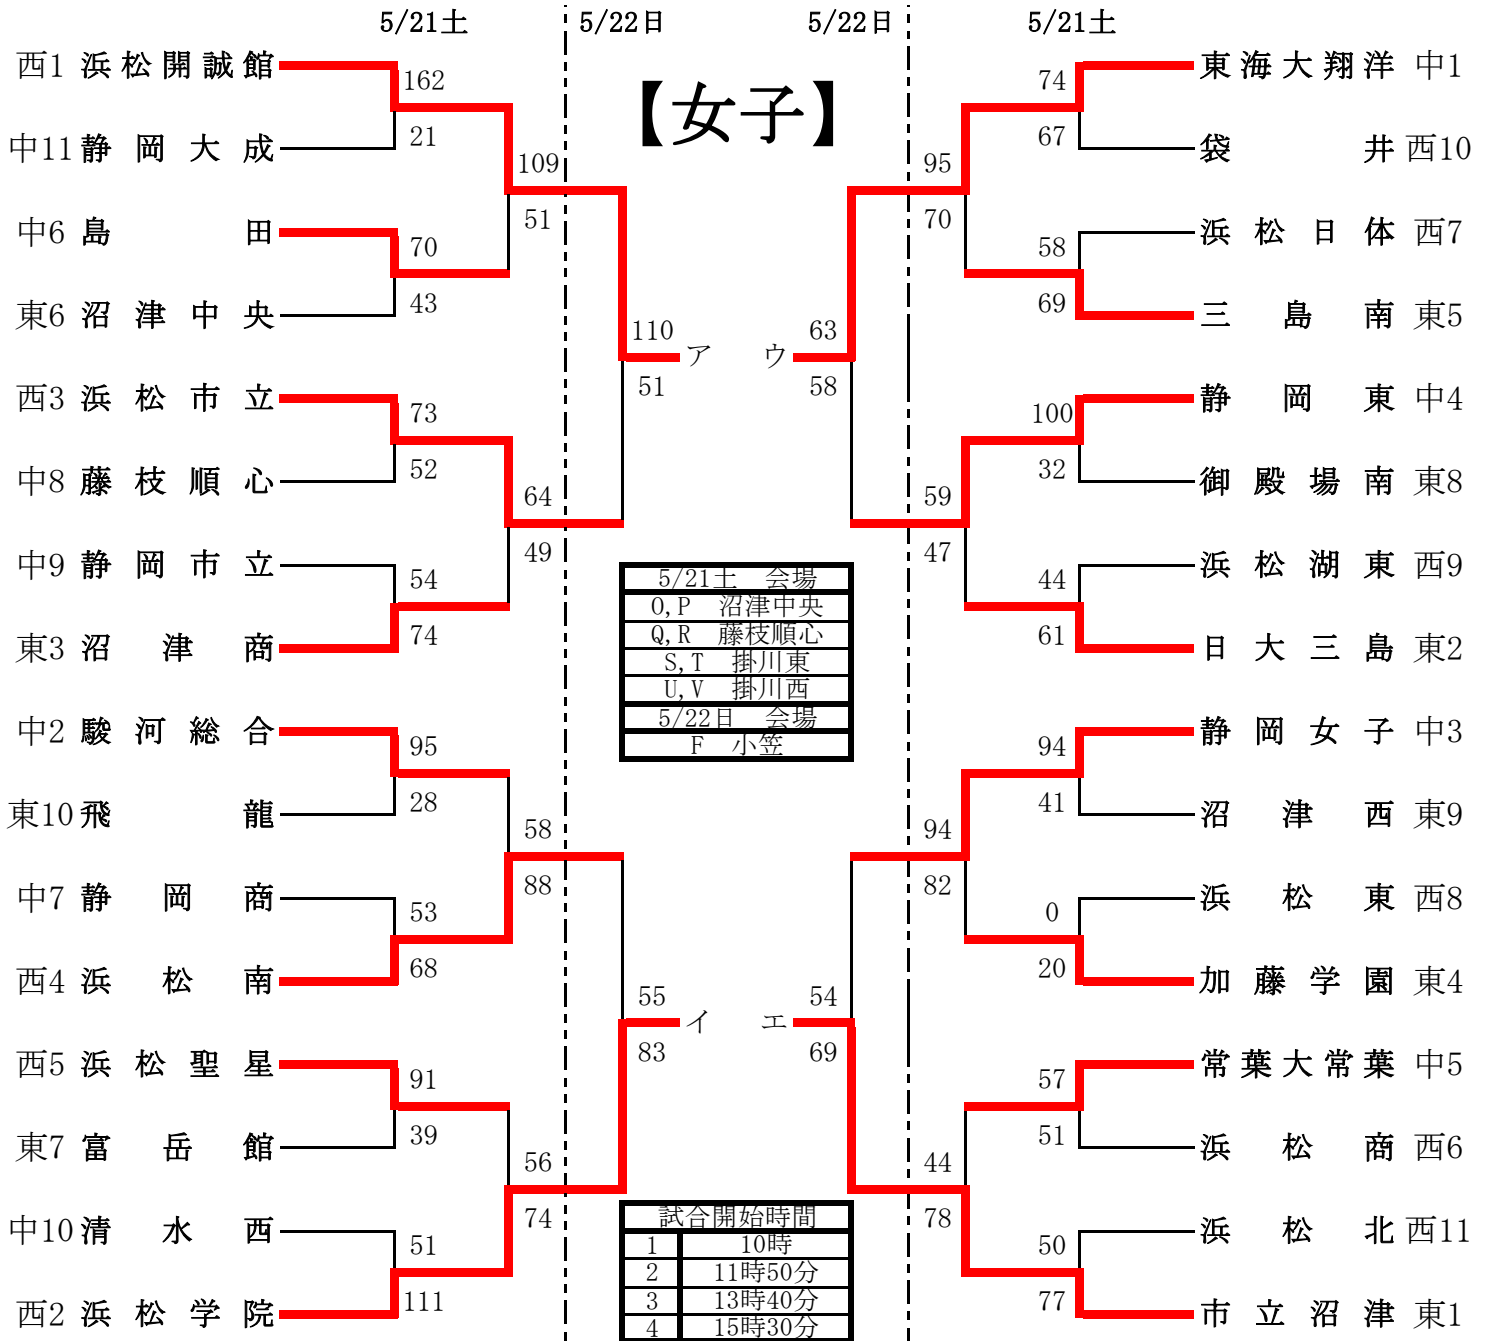 5/21土 5/22日 5/22日 5/21土
【女子】
西1 浜松開誠館
162
21
中11 静岡大成
109
51
中6 島田
70
43
東6 沼津中央
110 ア
51
西3 浜松市立
73
52
中8 藤枝順心
64
49
中9 静岡市立
54
74
東3 沼津商
中2 駿河総合
95
28
東10 飛龍
58
88
中7 静岡商
53
68
西4 浜松南
55 イ
83
西5 浜松聖星
91
39
東7 富岳館
56
74
中10 清水西
51
111
西2 浜松学院
5/21土 会場
O,P 沼津中央
Q,R 藤枝順心
S,T 掛川東
U,V 掛川西
5/22日 会場
F 小笠
試合開始時間
1 10時
2 11時50分
3 13時40分
4 15時30分
東海大翔洋 中1
74
67
袋井 西10
95
70
浜松日体 西7
58
69
三島南 東5
ウ 63
58
静岡東 中4
100
32
御殿場南 東8
59
47
浜松湖東 西9
44
61
日大三島 東2
静岡女子 中3
94
41
沼津西 東9
94
82
浜松東 西8
0
20
加藤学園 東4
エ 54
69
常葉大常葉 中5
57
51
浜松商 西6
44
78
浜松北 西11
50
77
市立沼津 東1